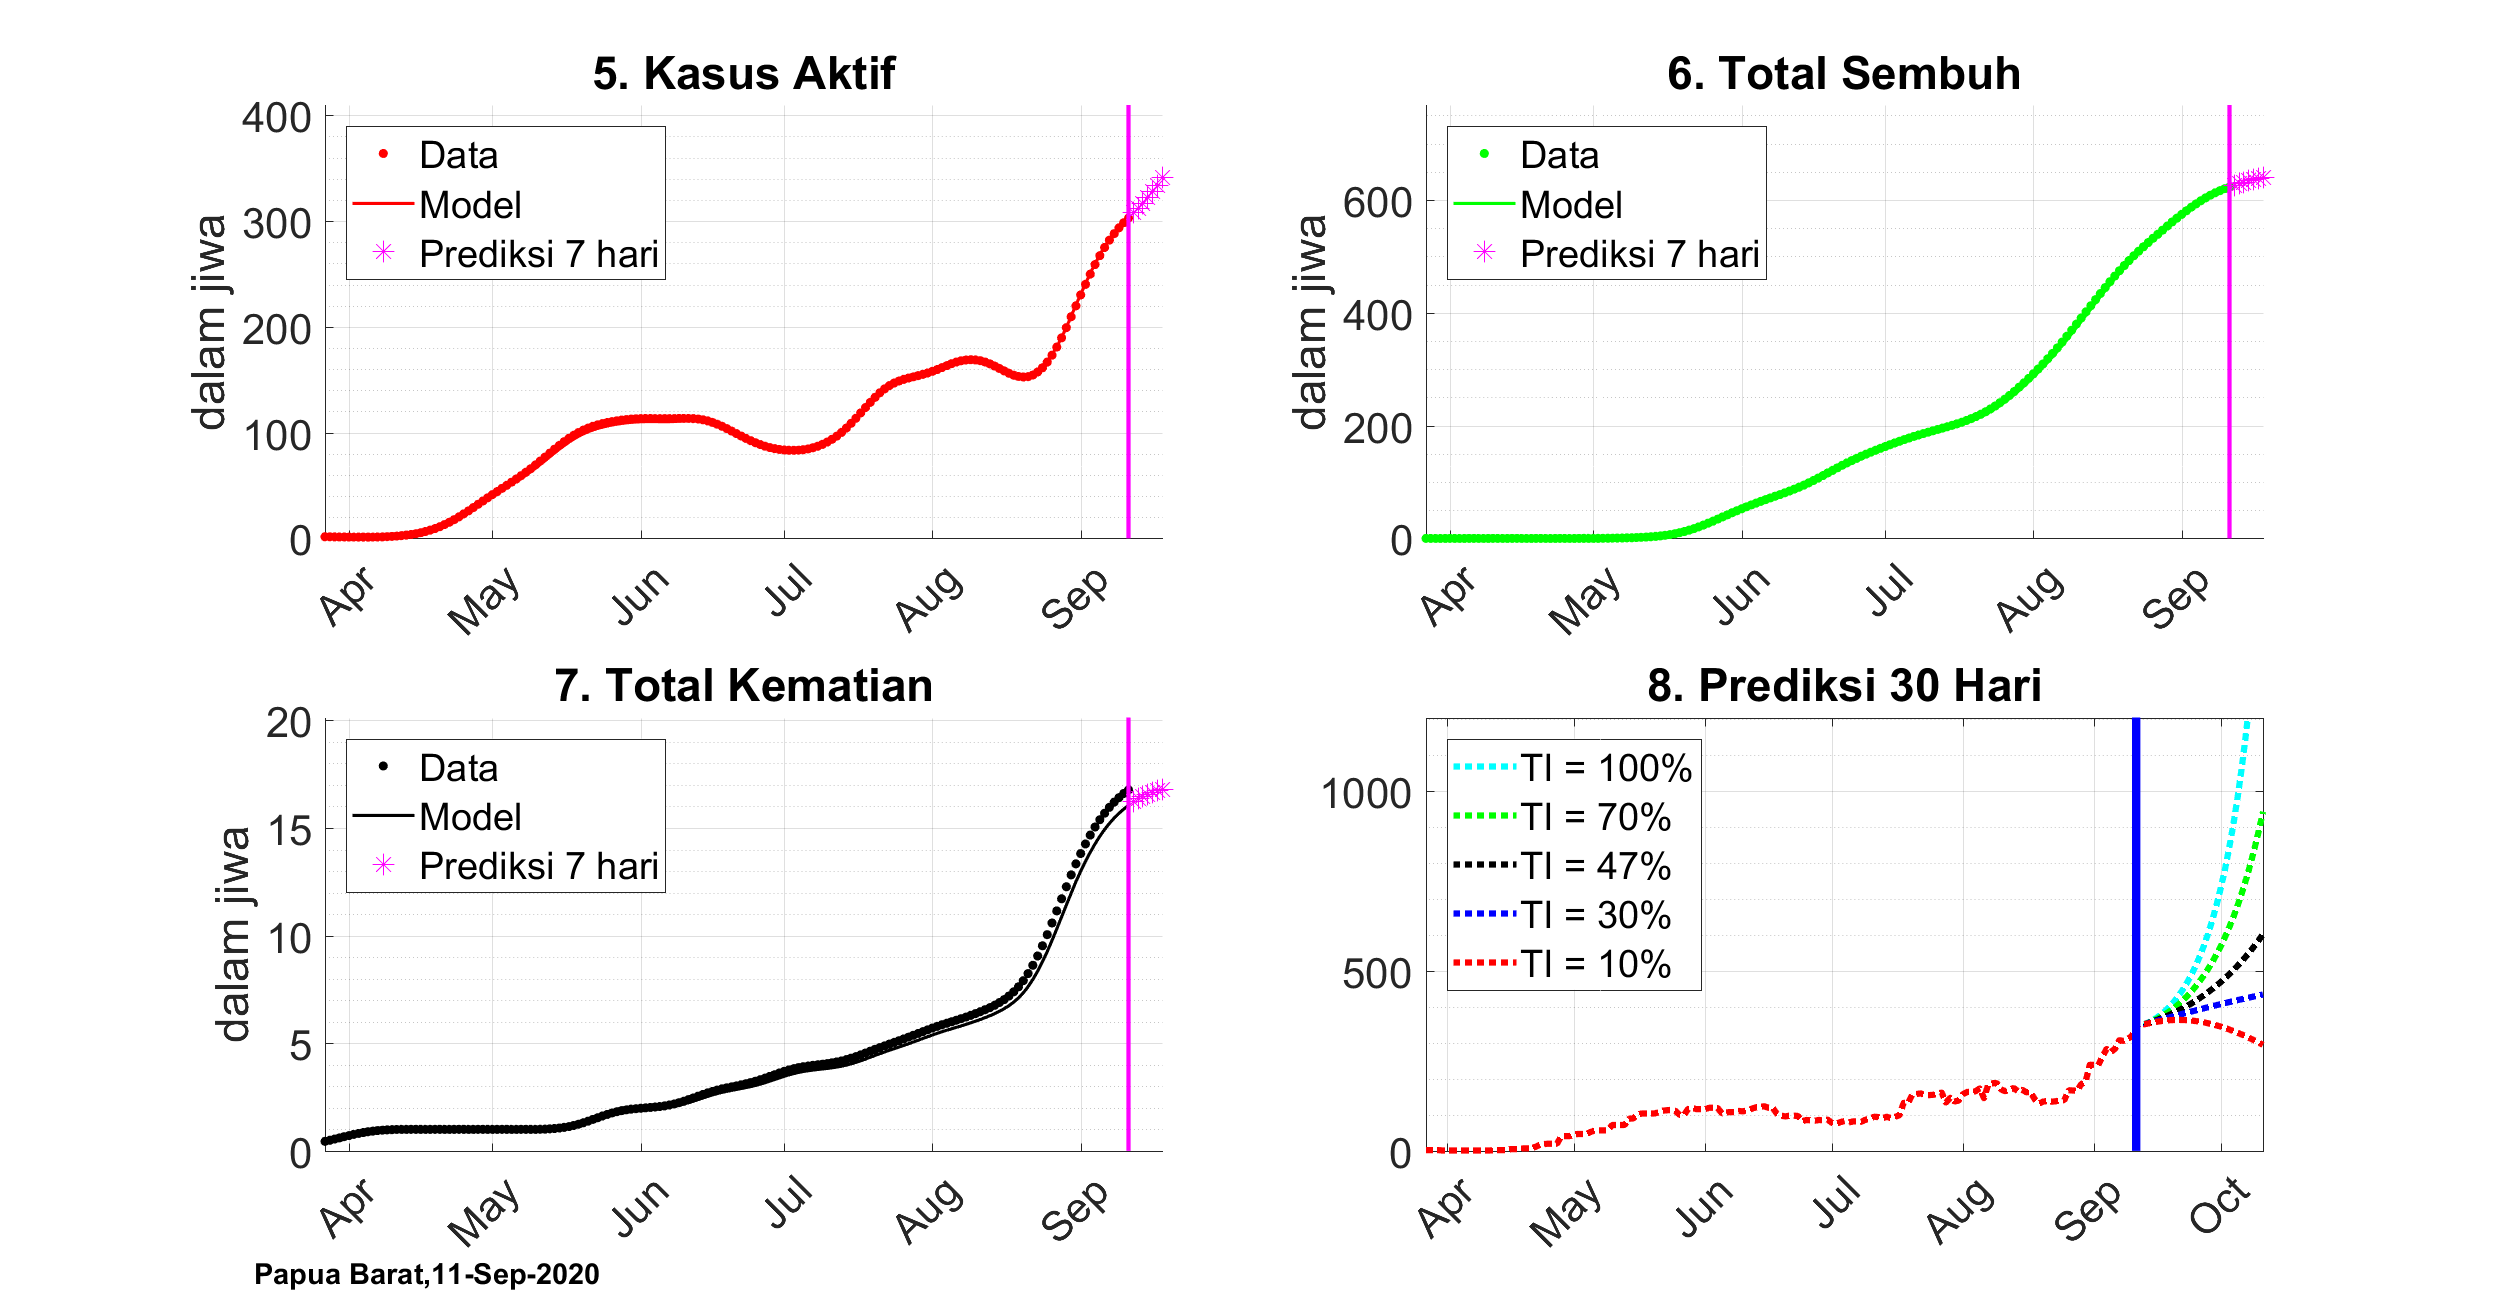 5. Kasus Aktif
400
300
200
100
0
dalam jiwa
Data
Model
Prediksi 7 hari
Apr
May
Jun
Jul
Aug
Sep
6. Total Sembuh
600
400
200
0
dalam jiwa
Data
Model
Prediksi 7 hari
Apr
May
Jun
Jul
Aug
Sep
7. Total Kematian
20
15
10
5
0
dalam jiwa
Data
Model
Prediksi 7 hari
Apr
May
Jun
Jul
Aug
Sep
8. Prediksi 30 Hari
1000
500
0
TI = 100%
TI = 70%
TI = 47%
TI = 30%
TI = 10%
Apr
May
Jun
Jul
Aug
Sep
Oct
Papua Barat,11-Sep-2020